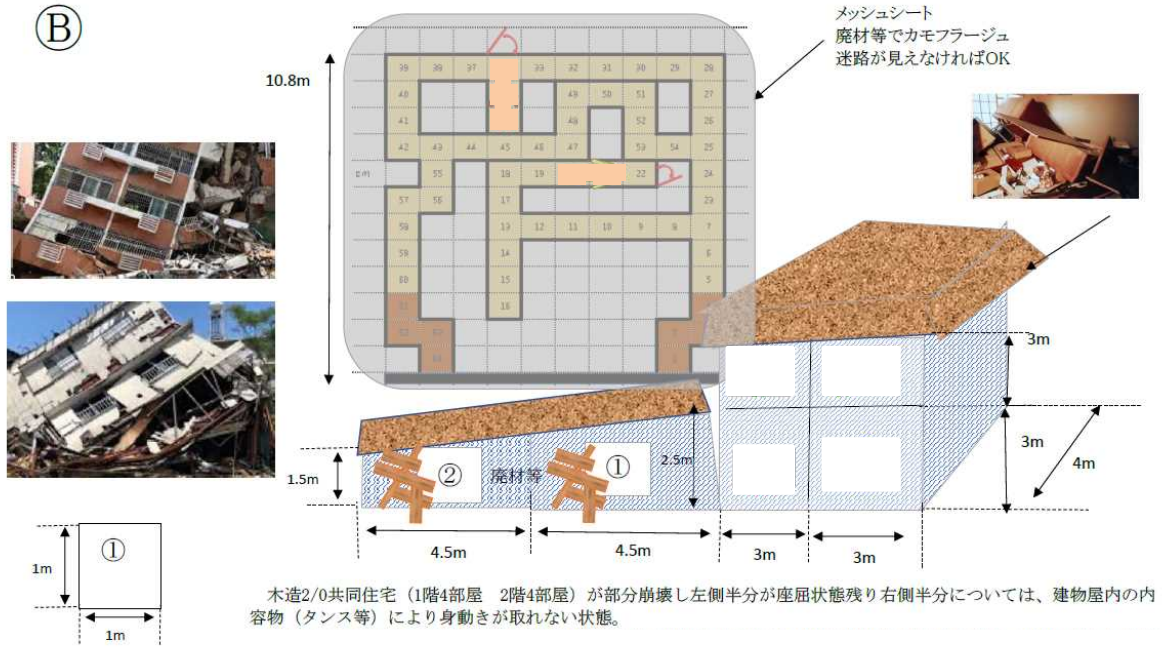 Ⓑ
メッシュシート
廃材等でカモフラージュ
迷路が見えなければOK
10.8m
39 38 37 33 32 31 30 29 28
40 49 50 51 27
41 48 52 26
42 43 44 45 46 47 53 54 25
55 18 19 22 24
57 56 17 23
58 13 12 11 10 9 8 7
59 14 6
60 15 5
16
3m
3m
4m
1.5m
②
廃材等
①
2.5m
4.5m
4.5m
3m
3m
①
1m
1m
木造2/0共同住宅（1階4部屋　2階4部屋）が部分崩壊し左側半分が座屈状態残り右側半分については、建物屋内の内
容物（タンス等）により身動きが取れない状態。